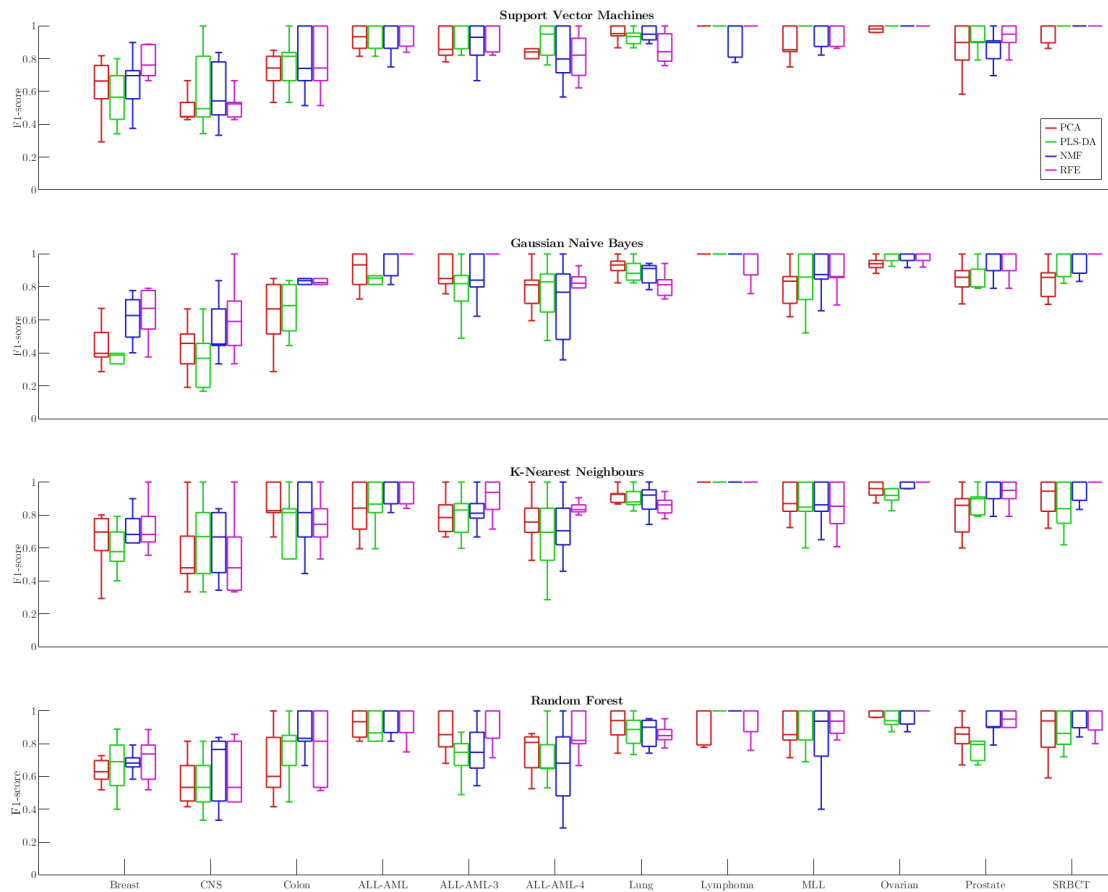 Support Vector Machines
1
0.8
0.6
0.4
0.2
0
F1-score
PCA
PLS-DA
NMF
RFE
Gaussian Naive Bayes
1
0.8
0.6
0.4
0.2
0
F1-score
K-Nearest Neighbours
1
0.8
0.6
0.4
0.2
0
F1-score
Random Forest
1
0.8
0.6
0.4
0.2
0
F1-score
Breast CNS Colon ALL-AML ALL-AML-3 ALL-AML-4 Lung Lymphoma MLL Ovarian Prostate SRBCT